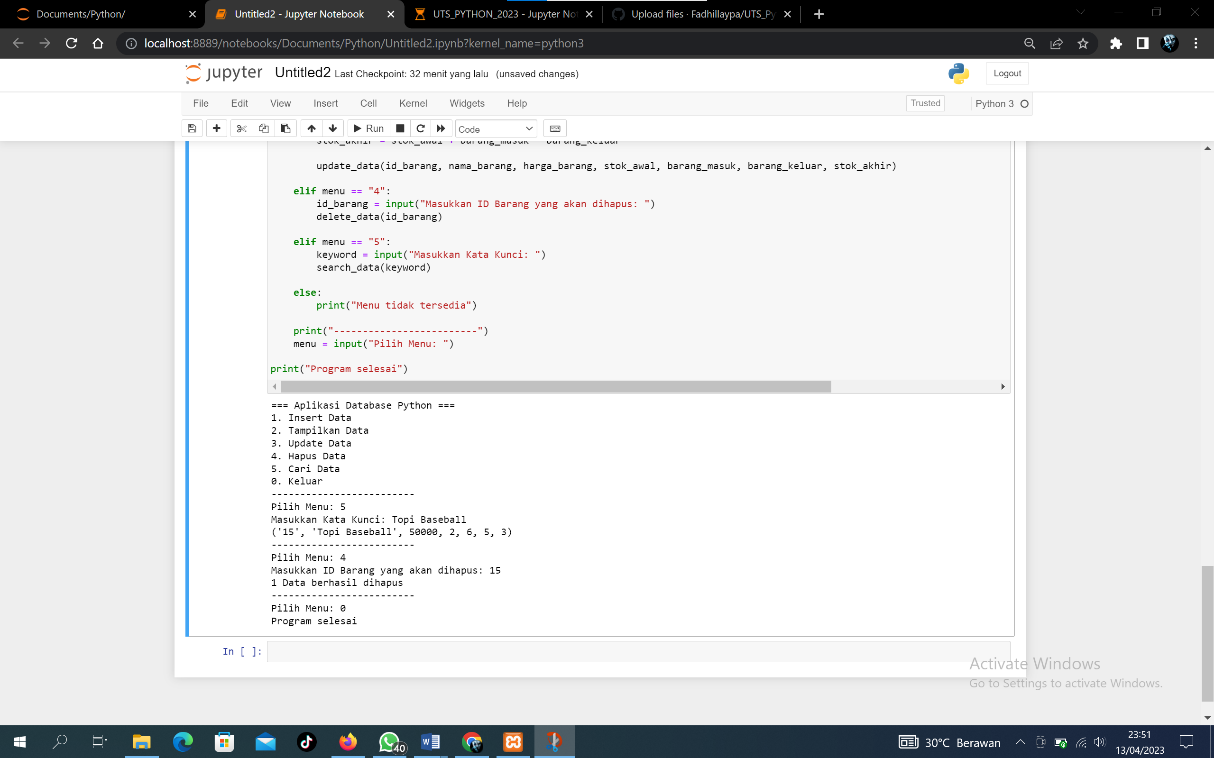 Documents/Python/
Untitled2 - Jupyter Notebook
UTS_PYTHON_2023 - Jupyter Not
Upload files · Fadhillaypa/UTS_Py
localhost:8889/notebooks/Documents/Python/Untitled2.ipynb?kernel_name=python3
jupyter Untitled2 Last Checkpoint: 32 menit yang lalu (unsaved changes)
Logout
File Edit View Insert Cell Kernel Widgets Help
Trusted
Python 3
Run
Code
stok_akhir = stok_awal + barang_masuk - barang_keluar
update_data(id_barang, nama_barang, harga_barang, stok_awal, barang_masuk, barang_keluar, stok_akhir)
elif menu == "4":
id_barang = input("Masukkan ID Barang yang akan dihapus: ")
delete_data(id_barang)
elif menu == "5":
keyword = input("Masukkan Kata Kunci: ")
search_data(keyword)
else:
print("Menu tidak tersedia")
print("-------------------------")
menu = input("Pilih Menu: ")
print("Program selesai")
=== Aplikasi Database Python ===
1. Insert Data
2. Tampilkan Data
3. Update Data
4. Hapus Data
5. Cari Data
0. Keluar
-------------------------
Pilih Menu: 5
Masukkan Kata Kunci: Topi Baseball
('15', 'Topi Baseball', 50000, 2, 6, 5, 3)
-------------------------
Pilih Menu: 4
Masukkan ID Barang yang akan dihapus: 15
1 Data berhasil dihapus
-------------------------
Pilih Menu: 0
Program selesai
In [ ]:
Activate Windows
Go to Settings to activate Windows.
40
30°C Berawan
23:51
13/04/2023